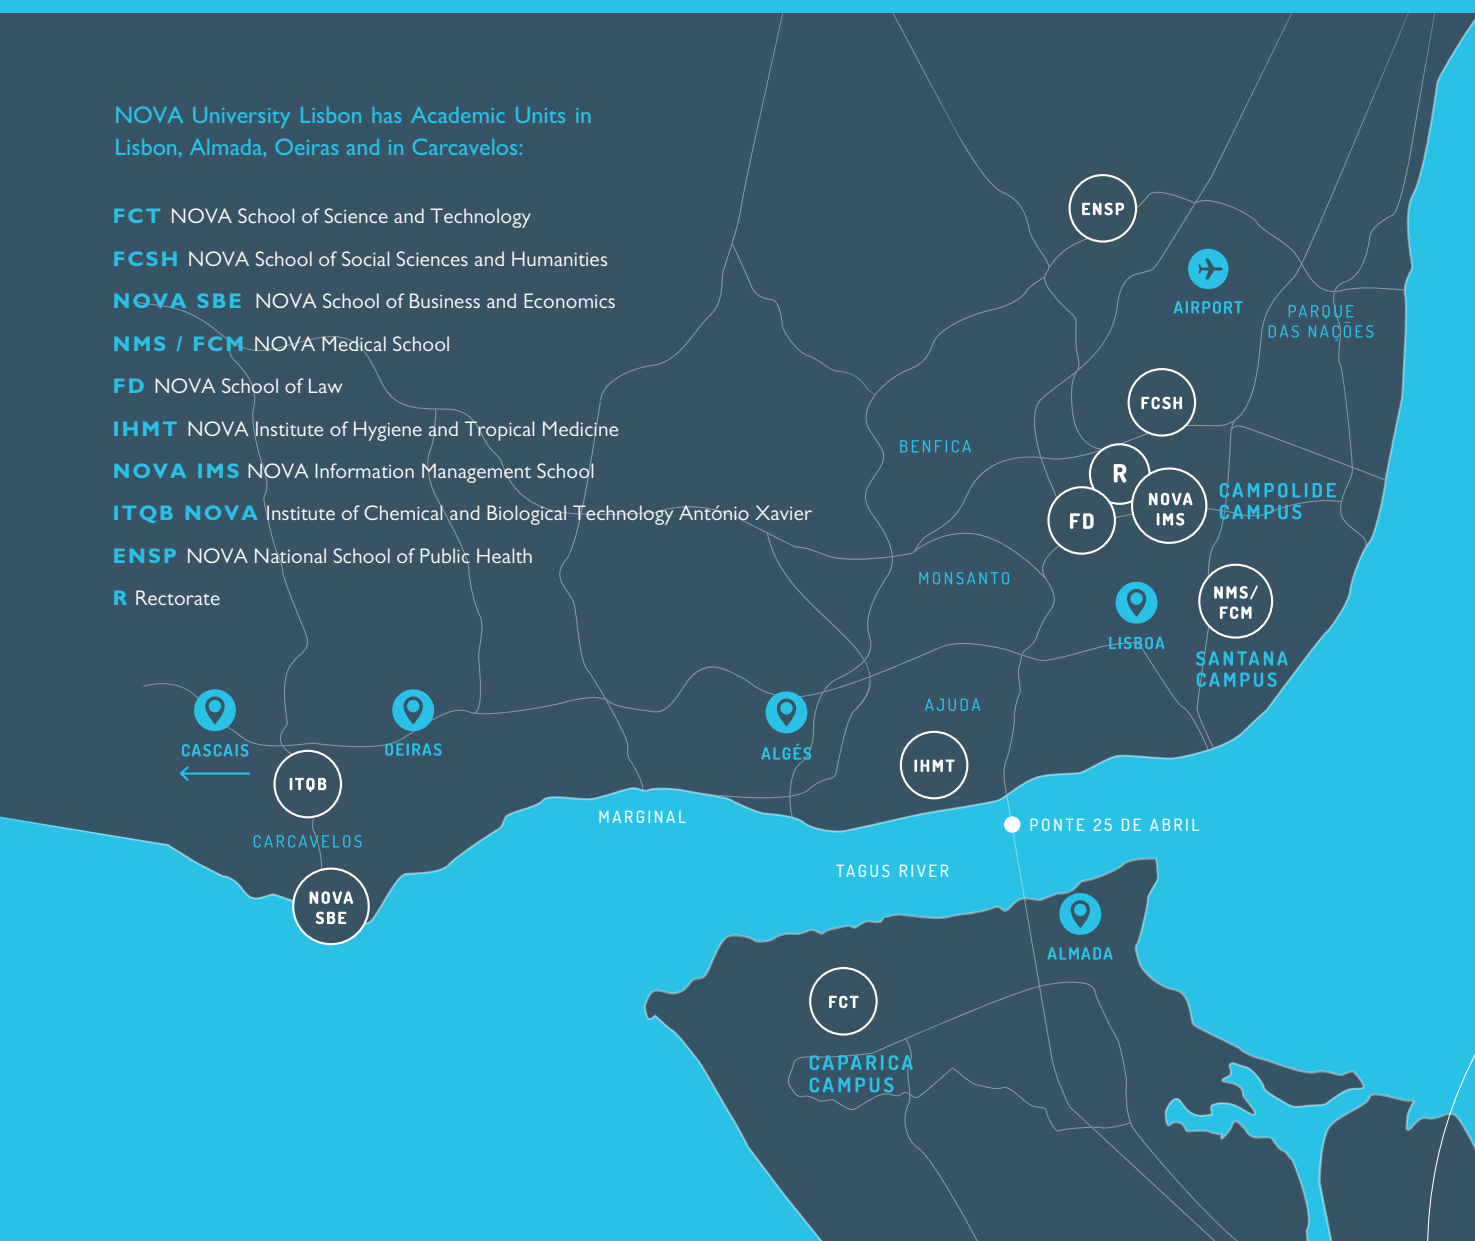 NOVA University Lisbon has Academic Units in
Lisbon, Almada, Oeiras and in Carcavelos:
FCT NOVA School of Science and Technology
FCSH NOVA School of Social Sciences and Humanities
NOVA SBE NOVA School of Business and Economics
NMS / FCM NOVA Medical School
FD NOVA School of Law
IHMT NOVA Institute of Hygiene and Tropical Medicine
NOVA IMS NOVA Information Management School
ITQB NOVA Institute of Chemical and Biological Technology António Xavier
ENSP NOVA National School of Public Health
R Rectorate
ENSP
AIRPORT
PARQUE
DAS NAÇÕES
FCSH
BENFICA
R
NOVA
IMS
FD
CAMPOLIDE
CAMPUS
MONSANTO
LISBOA
NMS/
FCM
SANTANA
CAMPUS
CASCAIS
OEIRAS
ALGÉS
AJUDA
ITQB
IHMT
MARGINAL
PONTE 25 DE ABRIL
CARCAVELOS
TAGUS RIVER
NOVA
SBE
ALMADA
FCT
CAPARICA
CAMPUS